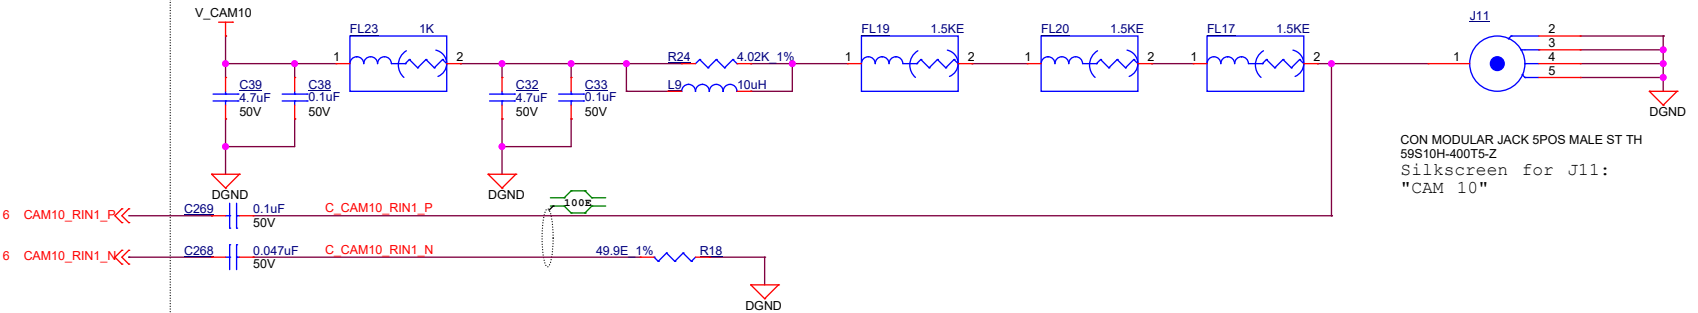 V_CAM10
FL23 1K
1 2
C39
4.7uF
50V
C38
0.1uF
50V
DGND
C32
4.7uF
50V
C33
0.1uF
50V
DGND
R24 4.02K_1%
L9 10uH
FL19 1.5KE
1 2
FL20 1.5KE
1 2
FL17 1.5KE
1 2
J11
1
2
3
4
5
DGND
CON MODULAR JACK 5POS MALE ST TH
59S10H-400T5-Z
Silkscreen for J11:
"CAM 10"
6 CAM10_RIN1_P
C269 0.1uF
50V
C_CAM10_RIN1_P
100E
6 CAM10_RIN1_N
C268 0.047uF
50V
C_CAM10_RIN1_N
49.9E_1% R18
DGND